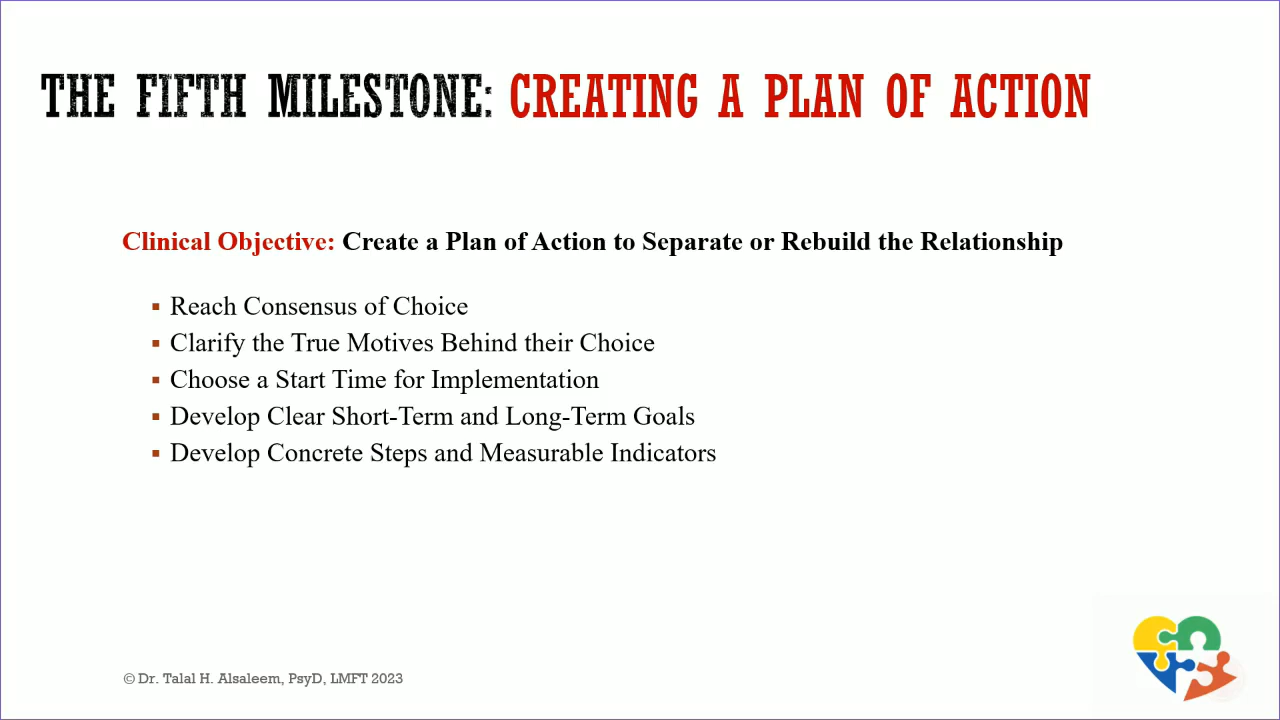 THE FIFTH MILESTONE: CREATING A PLAN OF ACTION
Clinical Objective: Create a Plan of Action to Separate or Rebuild the Relationship
▪ Reach Consensus of Choice
▪ Clarify the True Motives Behind their Choice
▪ Choose a Start Time for Implementation
▪ Develop Clear Short-Term and Long-Term Goals
▪ Develop Concrete Steps and Measurable Indicators
© Dr. Talal H. Alsaleem, PsyD, LMFT 2023